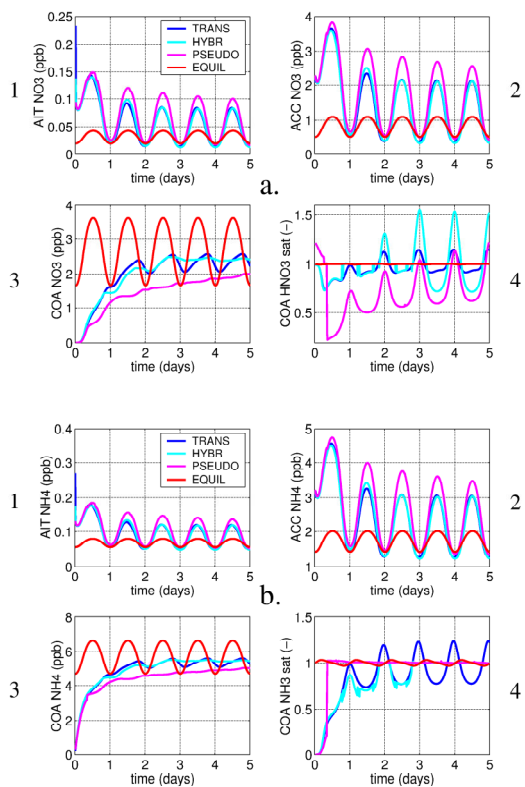 AIT NO3 (ppb)
0.25
0.2
0.15
0.1
0.05
0
0 1 2 3 4 5
time (days)
TRANS
HYBR
PSEUDO
EQUIL
1
ACC NO3 (ppb)
4
3
2
1
0
0 1 2 3 4 5
time (days)
2
a.
3
COA NO3 (ppb)
4
3
2
1
0
0 1 2 3 4 5
time (days)
COA HNO3 sat (−)
1.5
1
0.5
0 1 2 3 4 5
time (days)
4
1
AIT NH4 (ppb)
0.4
0.3
0.2
0.1
0
0 1 2 3 4 5
time (days)
TRANS
HYBR
PSEUDO
EQUIL
ACC NH4 (ppb)
5
4
3
2
1
0 1 2 3 4 5
time (days)
2
b.
3
COA NH4 (ppb)
8
6
4
2
0
0 1 2 3 4 5
time (days)
COA NH3 sat (−)
1.5
1
0.5
0
0 1 2 3 4 5
time (days)
4